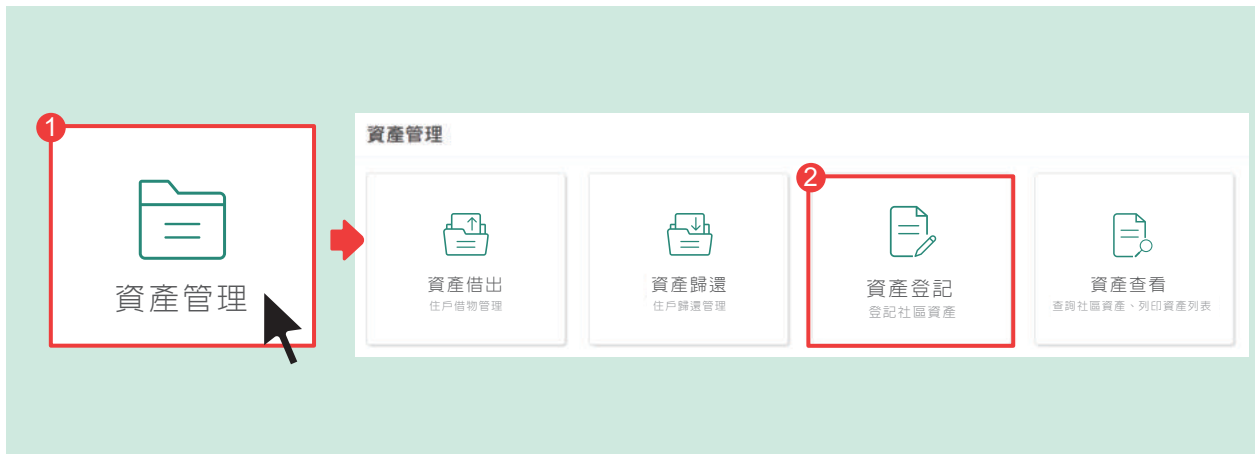 1
資產管理
資產管理
資產借出
住戶借物管理
資產歸還
住戶歸還管理
2
資產登記
登記社區資產
資產查看
查詢社區資產、列印資產列表